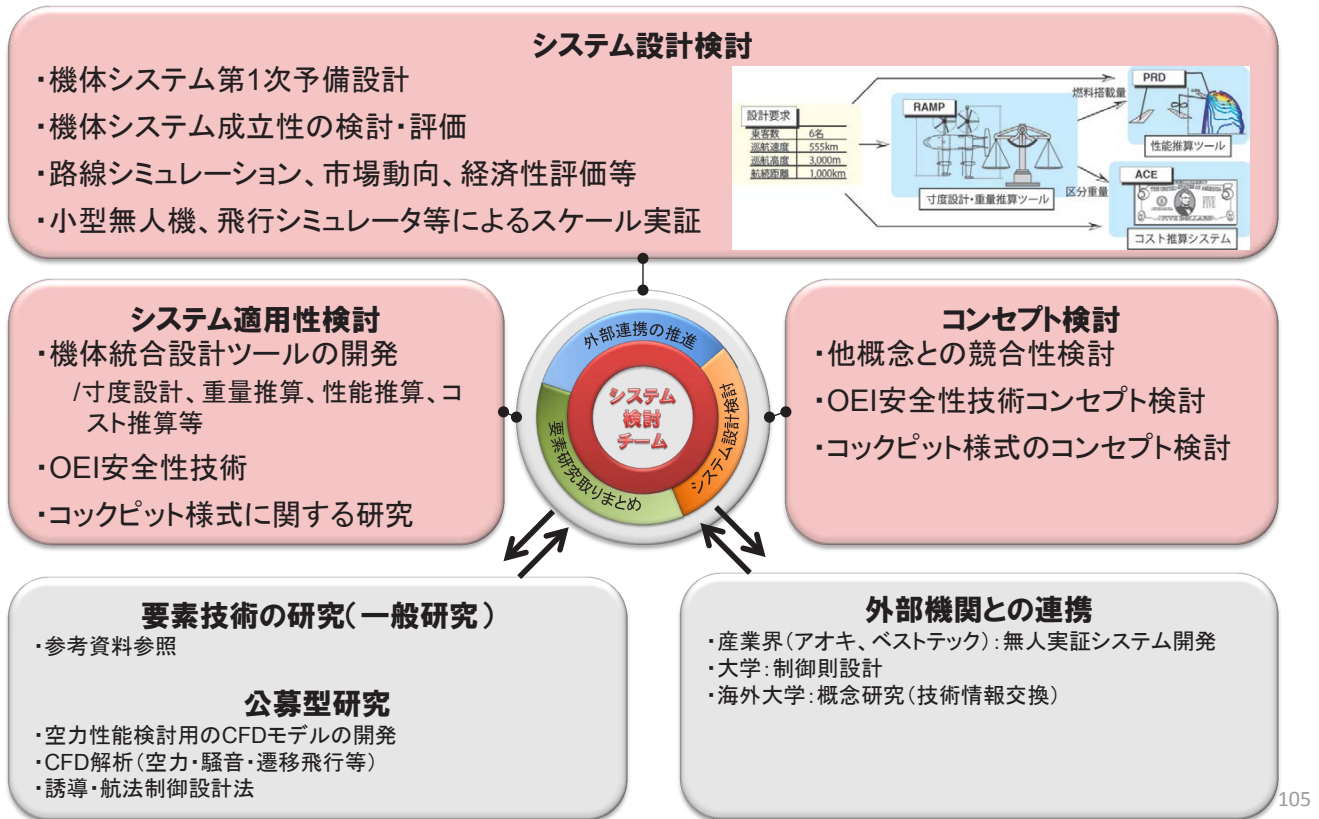 システム設計検討
・機体システム第1次予備設計
・機体システム成立性の検討・評価
・路線シミュレーション、市場動向、経済性評価等
・小型無人機、飛行シミュレータ等によるスケール実証
設計要求
乗客数 6名
巡航速度 555km
巡航高度 3,000m
航続距離 1,000km
RAMP
寸度設計・重量推算ツール
燃料搭載量
区分重量
PRD
性能推算ツール
ACE
コスト推算システム
システム適用性検討
・機体統合設計ツールの開発
/寸度設計、重量推算、性能推算、コ
スト推算等
・OEI安全性技術
・コックピット様式に関する研究
外部連携の推進
システム設計検討
要素研究取りまとめ
システム
検討
チーム
コンセプト検討
・他概念との競合性検討
・OEI安全性技術コンセプト検討
・コックピット様式のコンセプト検討
要素技術の研究(一般研究)
・参考資料参照
公募型研究
・空力性能検討用のCFDモデルの開発
・CFD解析(空力・騒音・遷移飛行等)
・誘導・航法制御設計法
外部機関との連携
・産業界(アオキ、ベストテック):無人実証システム開発
・大学:制御則設計
・海外大学:概念研究(技術情報交換)
105